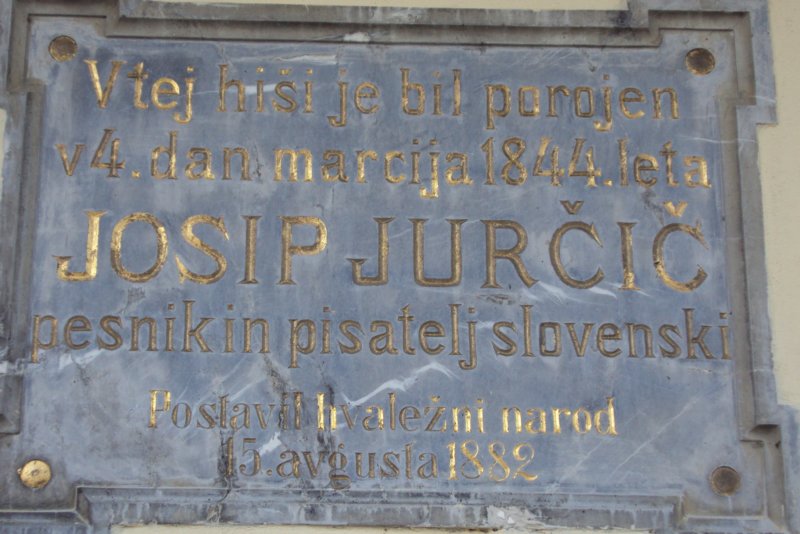 V tej hiši je bil porojen
v 4. dan marcija 1844. leta
JOSIP JURČIČ
pesnik in pisatelj slovenski
Postavil hvaležni narod
15. avgusta 1882